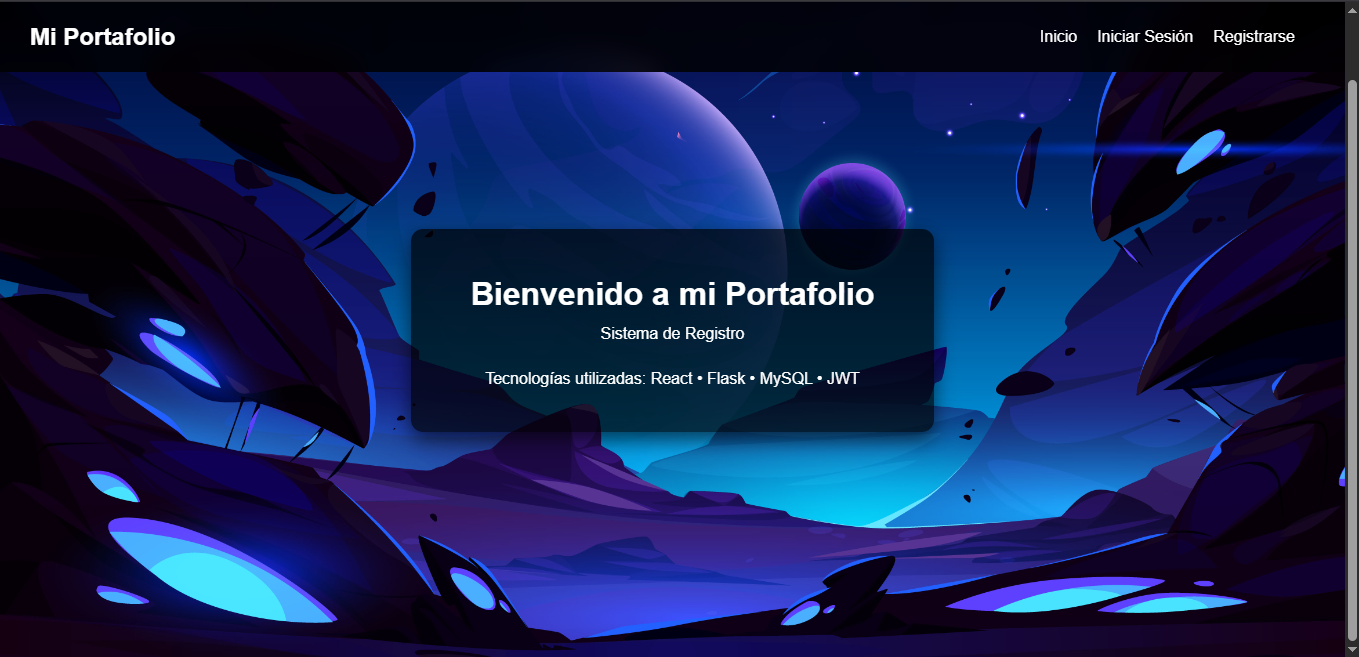 Mi Portafolio
Inicio Iniciar Sesión Registrarse
Bienvenido a mi Portafolio
Sistema de Registro
Tecnologías utilizadas: React • Flask • MySQL • JWT